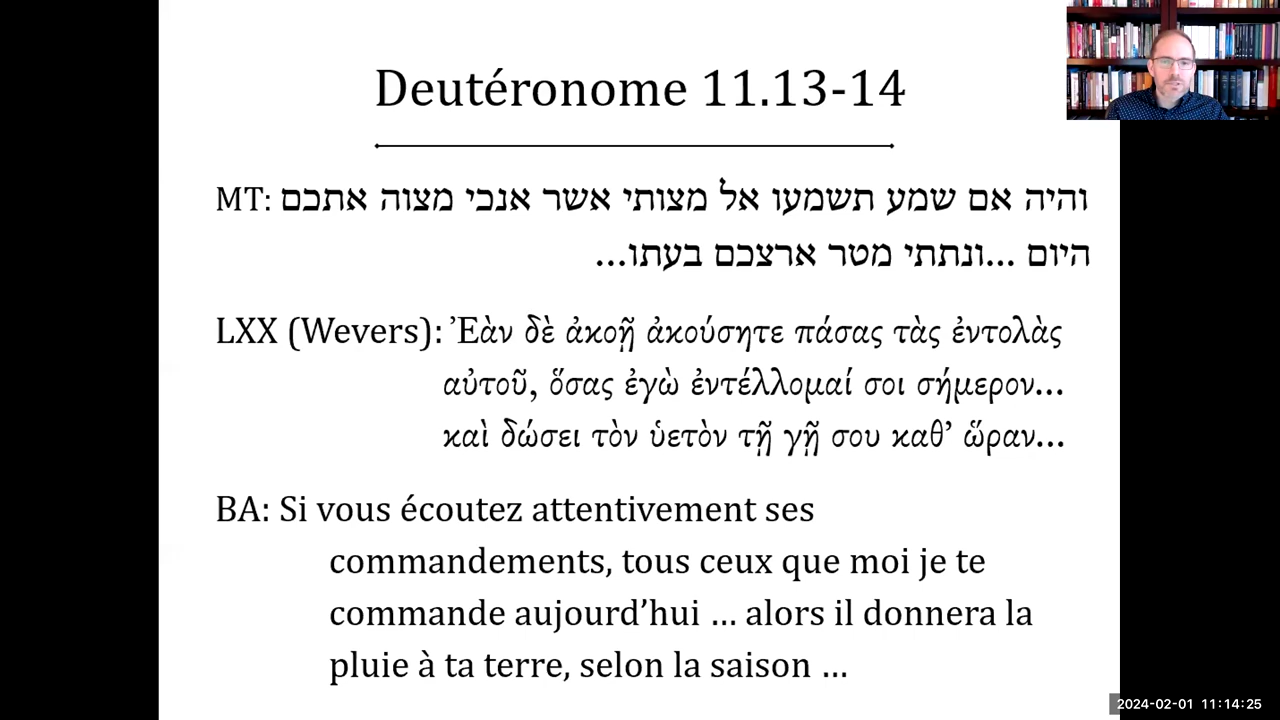 Deutéronome 11.13-14
MT: והיה אם שמע תשמעו אל מצותי אשר אנכי מצוה אתכם
היום ...ונתתי מטר ארצכם בעתו...
LXX (Wevers): Ἐὰν δὲ ἀκοῇ ἀκούσητε πάσας τὰς ἐντολὰς
αὐτοῦ, ὅσας ἐγὼ ἐντέλλομαί σοι σήμερον...
καὶ δώσει τὸν ὑετὸν τῇ γῇ σου καθ’ ὥραν...
BA: Si vous écoutez attentivement ses
commandements, tous ceux que moi je te
commande aujourd’hui ... alors il donnera la
pluie à ta terre, selon la saison ...
2024-02-01 11:14:25